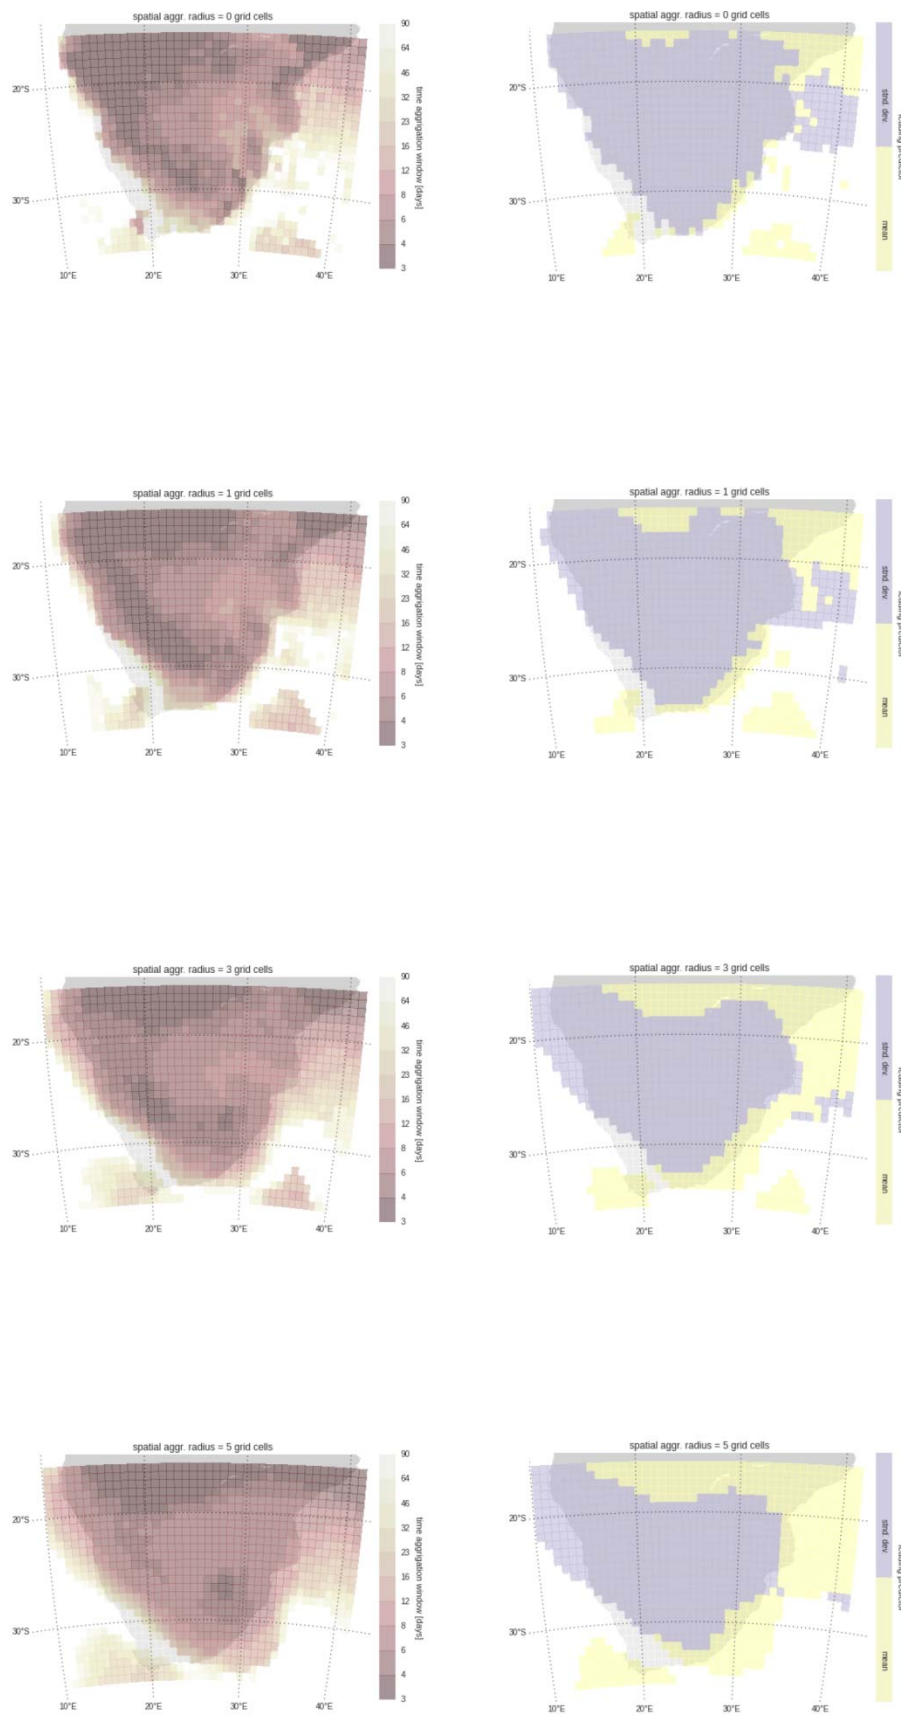 spatial aggr. radius = 0 grid cells
90
64
46
32
23
16
12
8
6
4
3
time aggrigation window [days]
20°S
30°S
10°E
20°E
30°E
40°E
spatial aggr. radius = 0 grid cells
20°S
30°S
10°E
20°E
30°E
40°E
stnd. dev.
mean
spatial aggr. radius = 1 grid cells
90
64
46
32
23
16
12
8
6
4
3
time aggrigation window [days]
20°S
30°S
10°E
20°E
30°E
40°E
spatial aggr. radius = 1 grid cells
20°S
30°S
10°E
20°E
30°E
40°E
stnd. dev.
mean
spatial aggr. radius = 3 grid cells
90
64
46
32
23
16
12
8
6
4
3
time aggrigation window [days]
20°S
30°S
10°E
20°E
30°E
40°E
spatial aggr. radius = 3 grid cells
20°S
30°S
10°E
20°E
30°E
40°E
stnd. dev.
mean
spatial aggr. radius = 5 grid cells
90
64
46
32
23
16
12
8
6
4
3
time aggrigation window [days]
20°S
30°S
10°E
20°E
30°E
40°E
spatial aggr. radius = 5 grid cells
20°S
30°S
10°E
20°E
30°E
40°E
stnd. dev.
mean